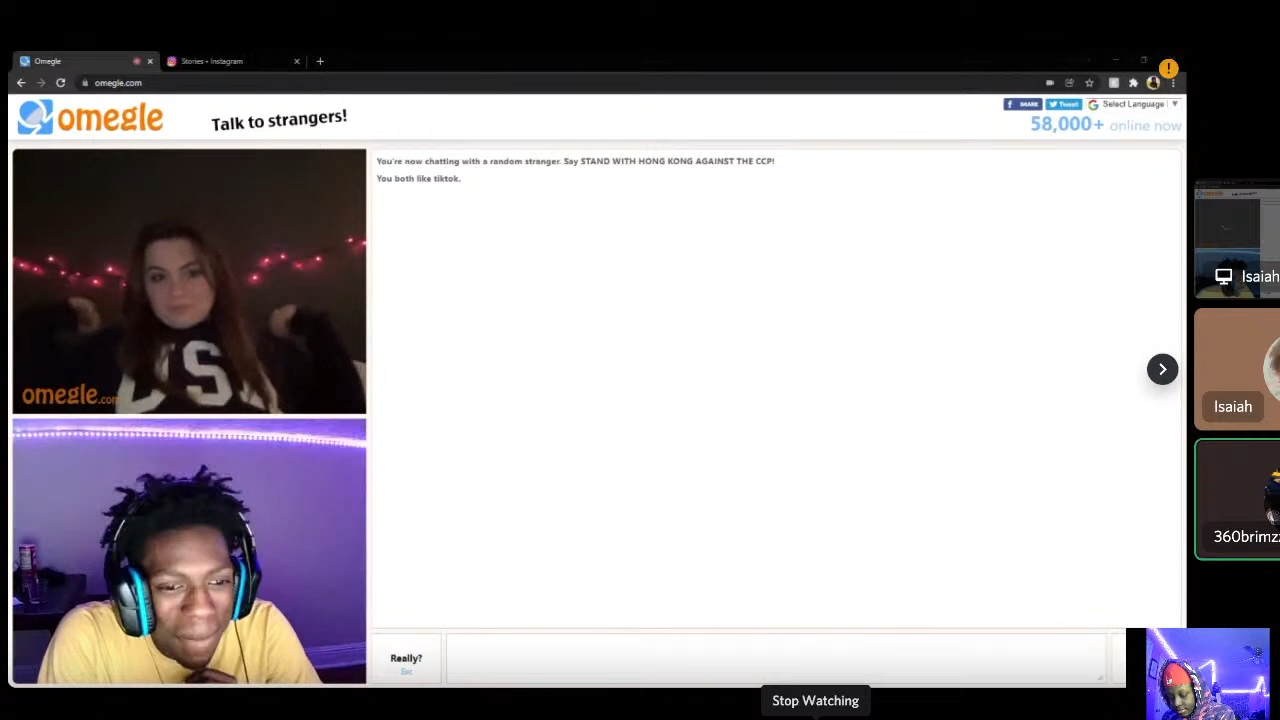 Omegle
Stories • Instagram
omegle.com
omegle
Talk to strangers!
SHARE
Tweet
Select Language
58,000+ online now
You're now chatting with a random stranger. Say STAND WITH HONG KONG AGAINST THE CCP!
You both like tiktok.
omegle.com
Really?
Esc
Isaiah
Isaiah
360brimz
Stop Watching